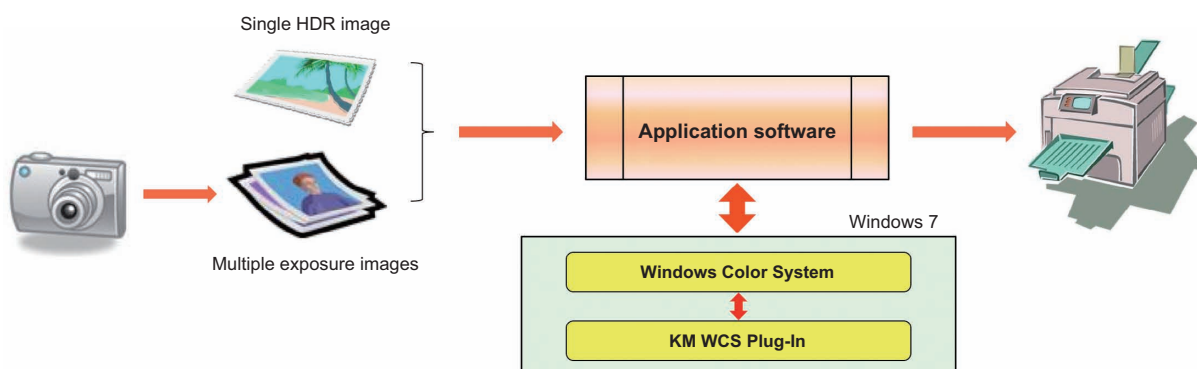 Single HDR image
Multiple exposure images
Application software
Windows 7
Windows Color System
KM WCS Plug-In